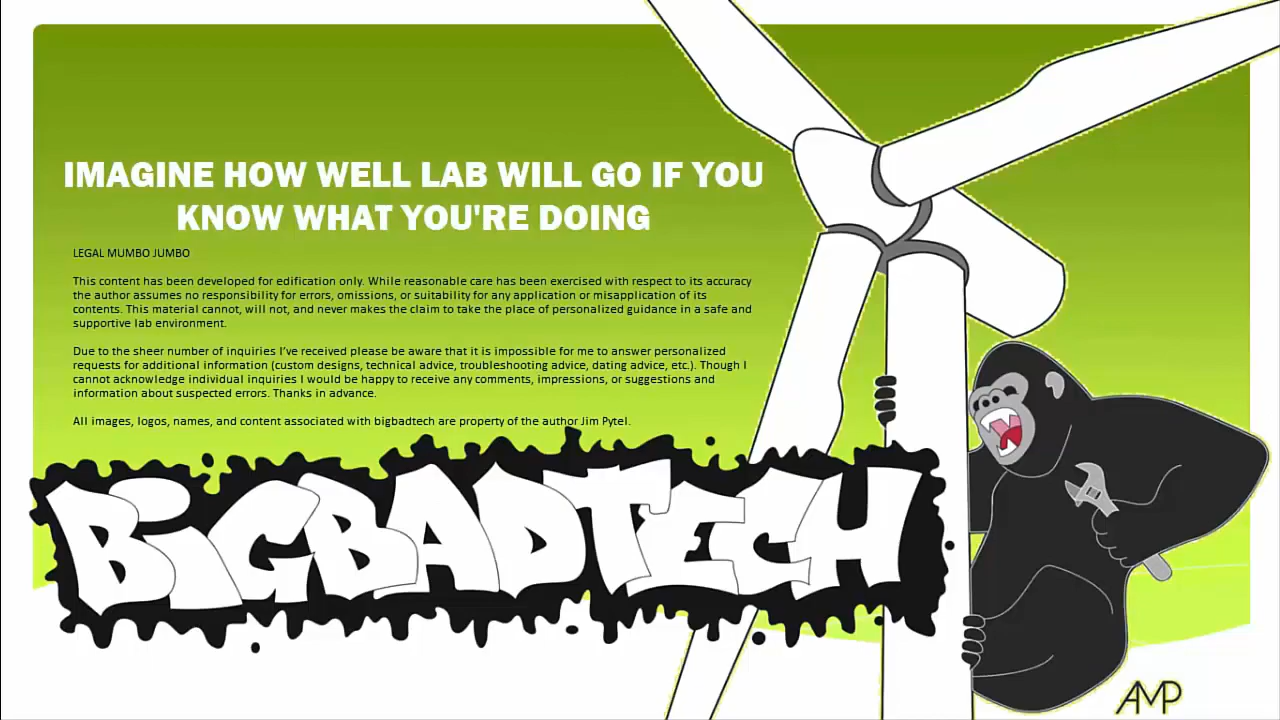 IMAGINE HOW WELL LAB WILL GO IF YOU
KNOW WHAT YOU'RE DOING
LEGAL MUMBO JUMBO
This content has been developed for edification only. While reasonable care has been exercised with respect to its accuracy
the author assumes no responsibility for errors, omissions, or suitability for any application or misapplication of its
contents. This material cannot, will not, and never makes the claim to take the place of personalized guidance in a safe and
supportive lab environment.
Due to the sheer number of inquiries I've received please be aware that it is impossible for me to answer personalized
requests for additional information (custom designs, technical advice, troubleshooting advice, dating advice, etc.). Though I
cannot acknowledge individual inquiries I would be happy to receive any comments, impressions, or suggestions and
information about suspected errors. Thanks in advance.
All images, logos, names, and content associated with bigbadtech are property of the author Jim Pytel.
BiGBADTECH
AMP